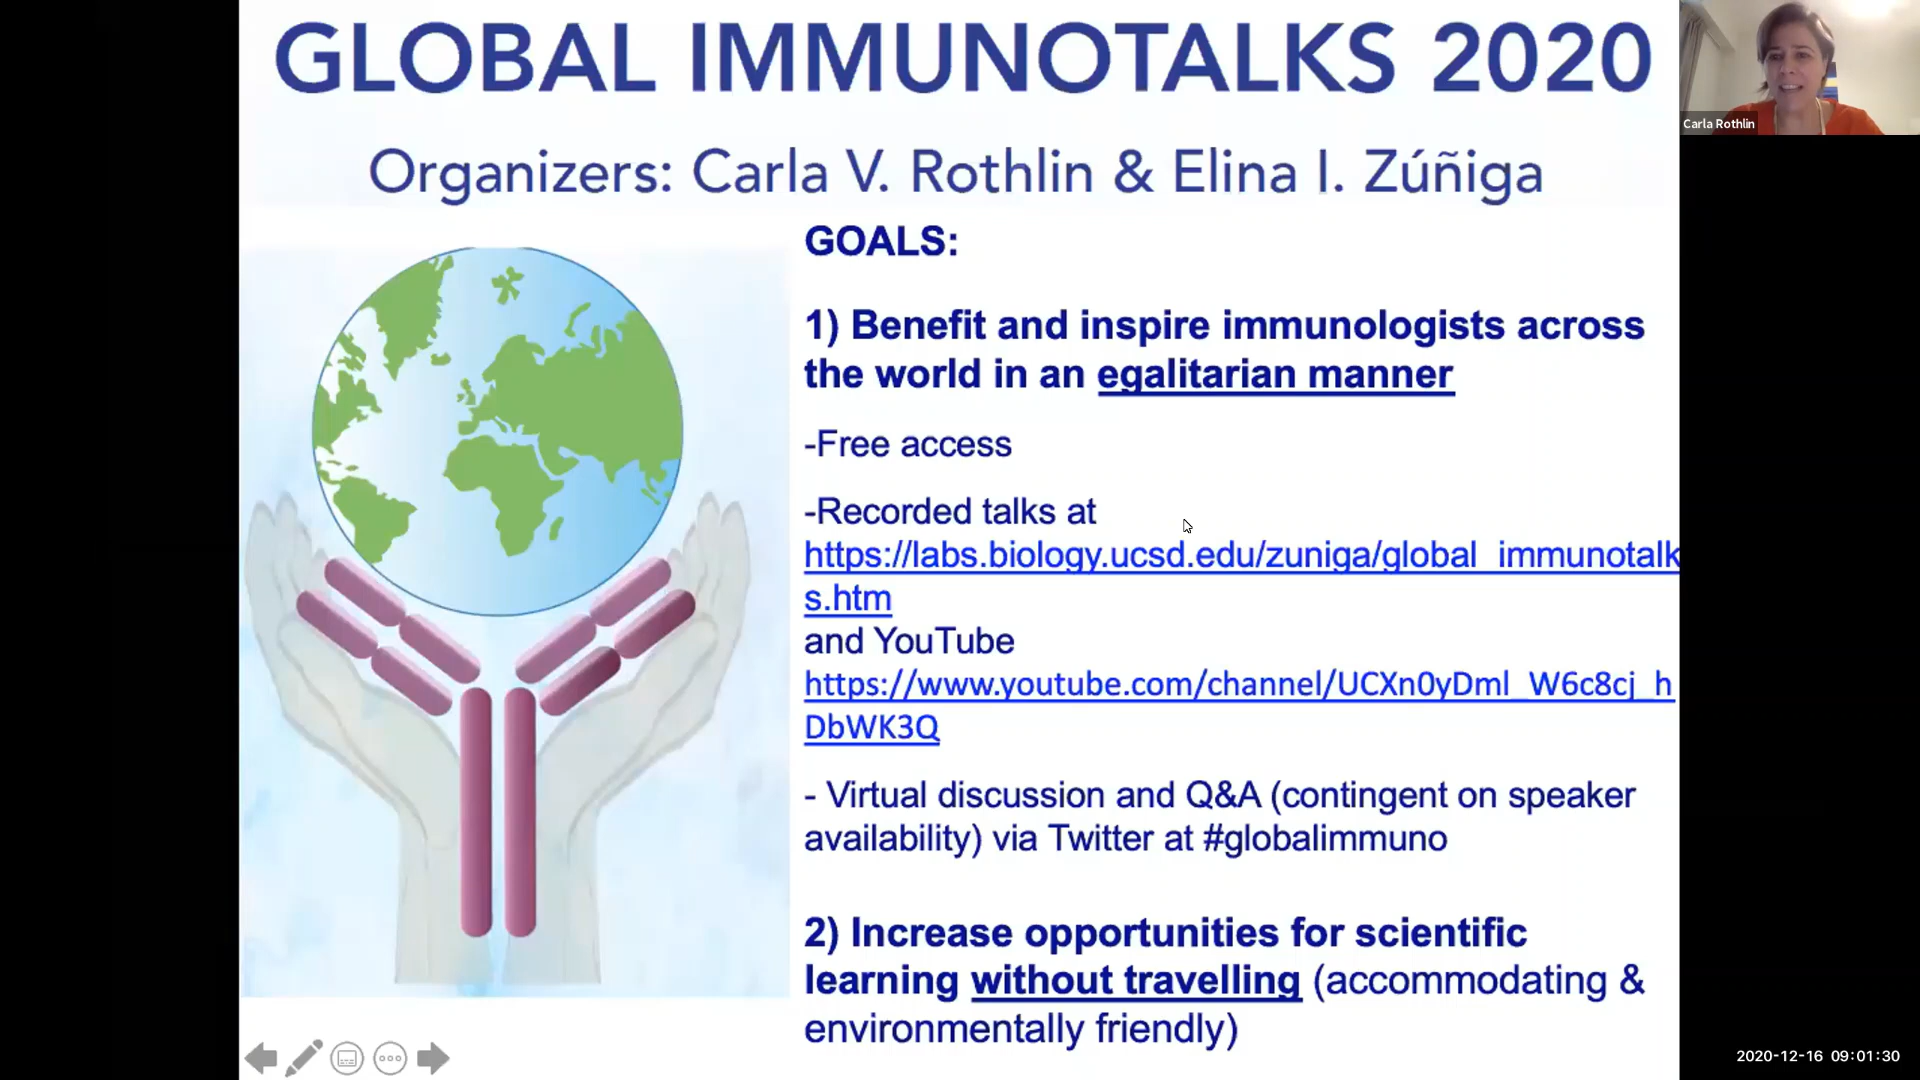 GLOBAL IMMUNOTALKS 2020
Organizers: Carla V. Rothlin & Elina I. Zúñiga
Carla Rothlin
GOALS:
1) Benefit and inspire immunologists across
the world in an egalitarian manner
-Free access
-Recorded talks at
https://labs.biology.ucsd.edu/zuniga/global_immunotalk
s.htm
and YouTube
https://www.youtube.com/channel/UCXn0yDml_W6c8cj_h
DbWK3Q
- Virtual discussion and Q&A (contingent on speaker
availability) via Twitter at #globalimmuno
2) Increase opportunities for scientific
learning without travelling (accommodating &
environmentally friendly)
2020-12-16 09:01:30